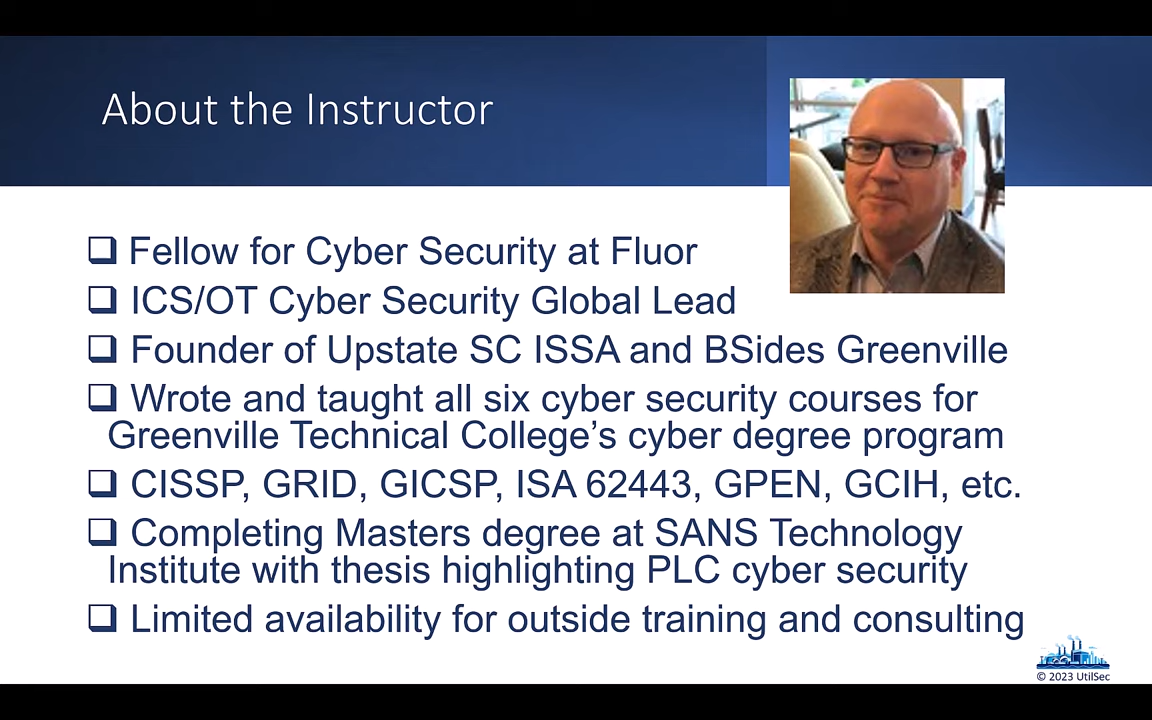 About the Instructor
❑ Fellow for Cyber Security at Fluor
❑ ICS/OT Cyber Security Global Lead
❑ Founder of Upstate SC ISSA and BSides Greenville
❑ Wrote and taught all six cyber security courses for
Greenville Technical College’s cyber degree program
❑ CISSP, GRID, GICSP, ISA 62443, GPEN, GCIH, etc.
❑ Completing Masters degree at SANS Technology
Institute with thesis highlighting PLC cyber security
❑ Limited availability for outside training and consulting
© 2023 UtilSec